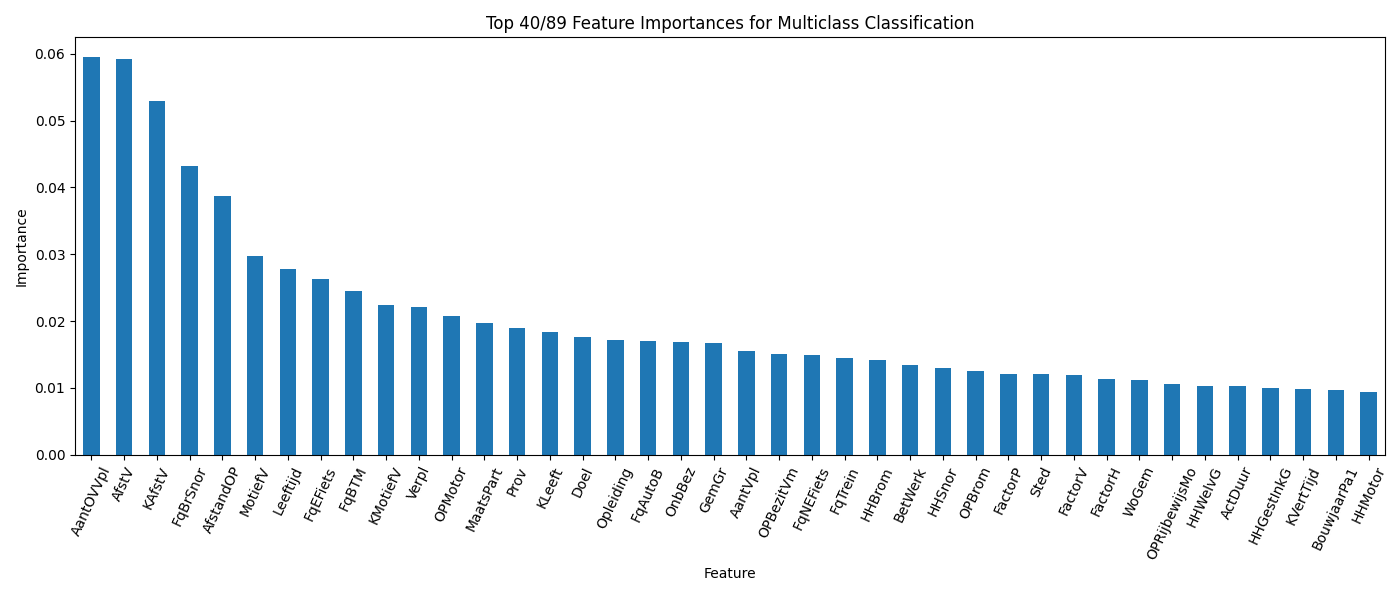 Top 40/89 Feature Importances for Multiclass Classification
Importance
0.06
0.05
0.04
0.03
0.02
0.01
0.00
AantOVVpl
AfstV
KAfstV
FqBrSnor
AfstandOP
MotiefV
Leeftijd
FqEFiets
FqBTM
KMotiefV
Verpl
OPMotor
MaatsPart
Prov
KLeeft
Doel
Opleiding
FqAutoB
OnbBez
GemGr
AantVpl
OPBezitVm
FqNEFiets
FqTrein
HHBrom
BetWerk
HHSnor
OPBrom
FactorP
Sted
FactorV
FactorH
WoGem
OPRijbewijsMo
HHWelvG
ActDuur
HHGestInkG
KVertTijd
BouwjaarPa1
HHMotor
Feature